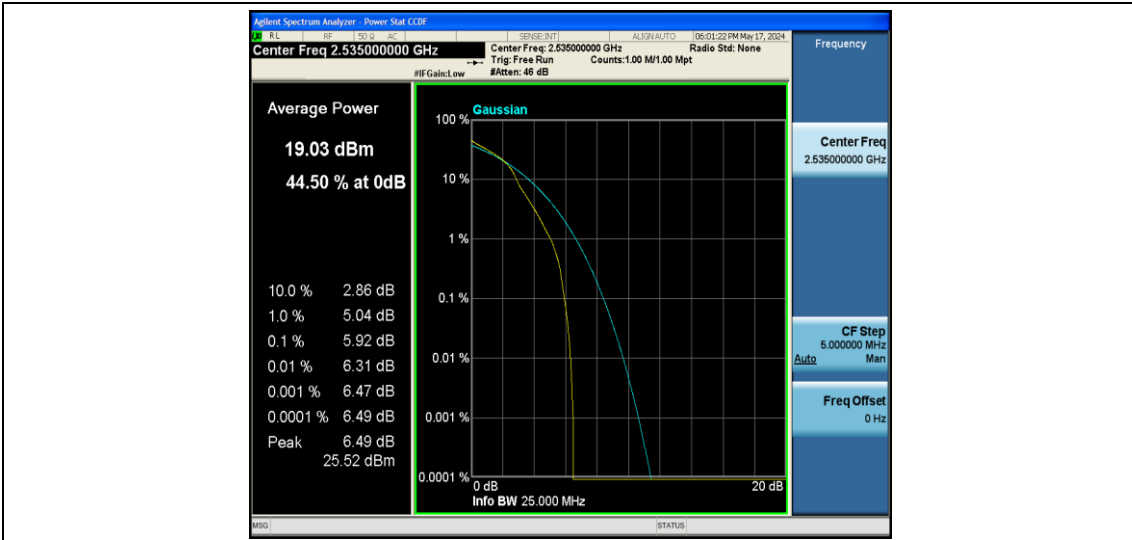 Agilent Spectrum Analyzer - Power Stat CCDF
LXI RL RF 50 Ω AC SENSE:INT ALIGNAUTO 06:01:22 PM May 17, 2024
Center Freq 2.535000000 GHz
Center Freq: 2.535000000 GHz Radio Std: None
Trig: Free Run Counts:1.00 M/1.00 Mpt
#IFGain:Low #Atten: 46 dB
Frequency
Average Power
19.03 dBm
44.50 % at 0dB
10.0 % 2.86 dB
1.0 % 5.04 dB
0.1 % 5.92 dB
0.01 % 6.31 dB
0.001 % 6.47 dB
0.0001 % 6.49 dB
Peak 6.49 dB
25.52 dBm
Gaussian
100 %
10 %
1 %
0.1 %
0.01 %
0.001 %
0.0001 %
0 dB 20 dB
Info BW 25.000 MHz
Center Freq
2.535000000 GHz
CF Step
5.000000 MHz
Auto Man
Freq Offset
0 Hz
MSG STATUS